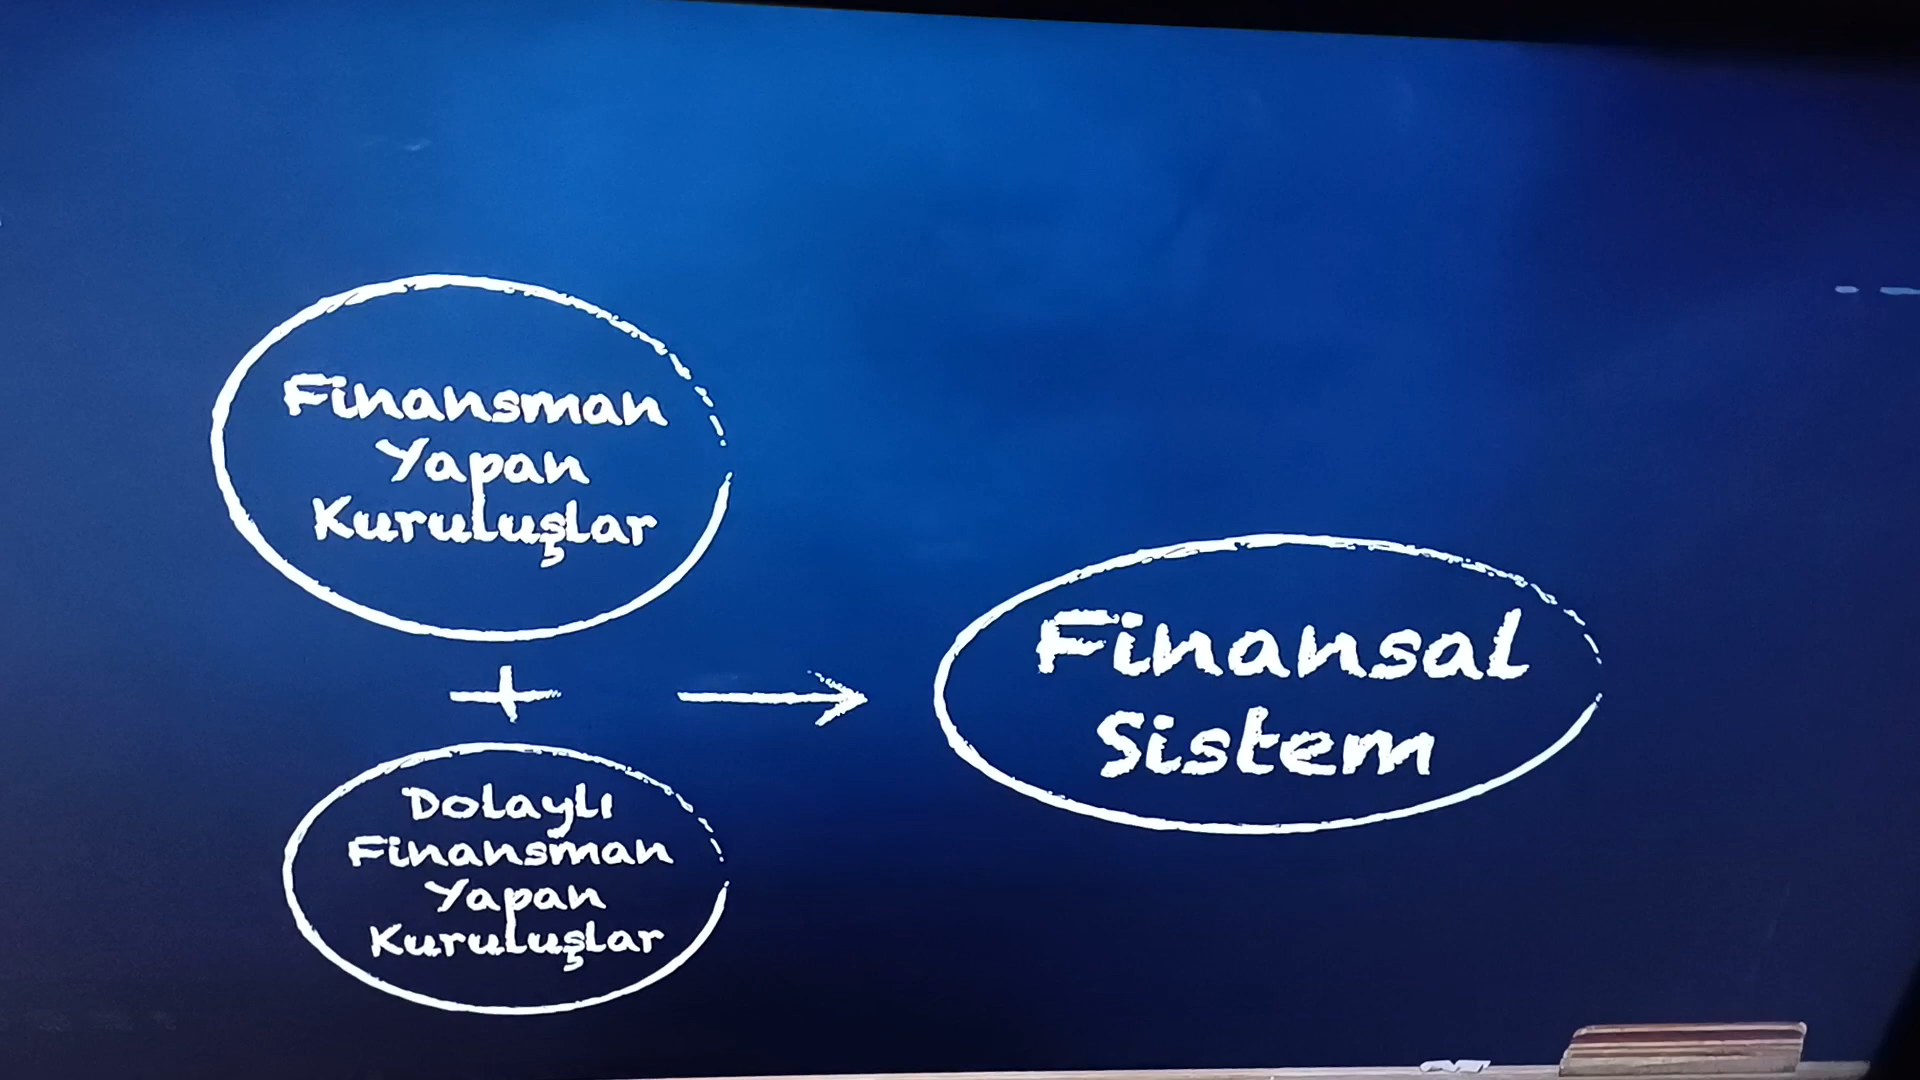 Finansman
Yapan
Kuruluşlar
+
Dolaylı
Finansman
Yapan
Kuruluşlar
Finansal
Sistem